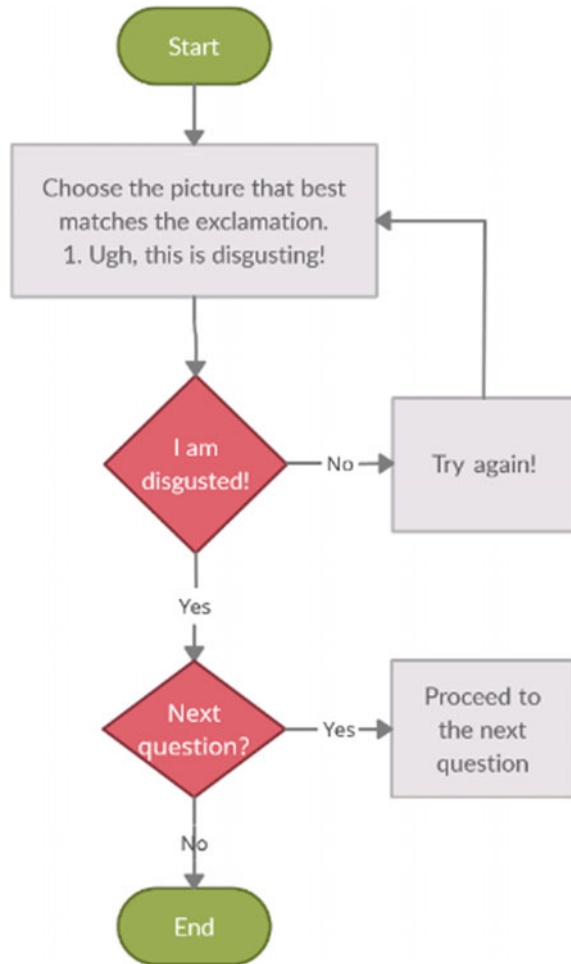 Start
Choose the picture that best
matches the exclamation.
1. Ugh, this is disgusting!
I am
disgusted!
No
Try again!
Yes
Next
question?
Yes
Proceed to
the next
question
No
End